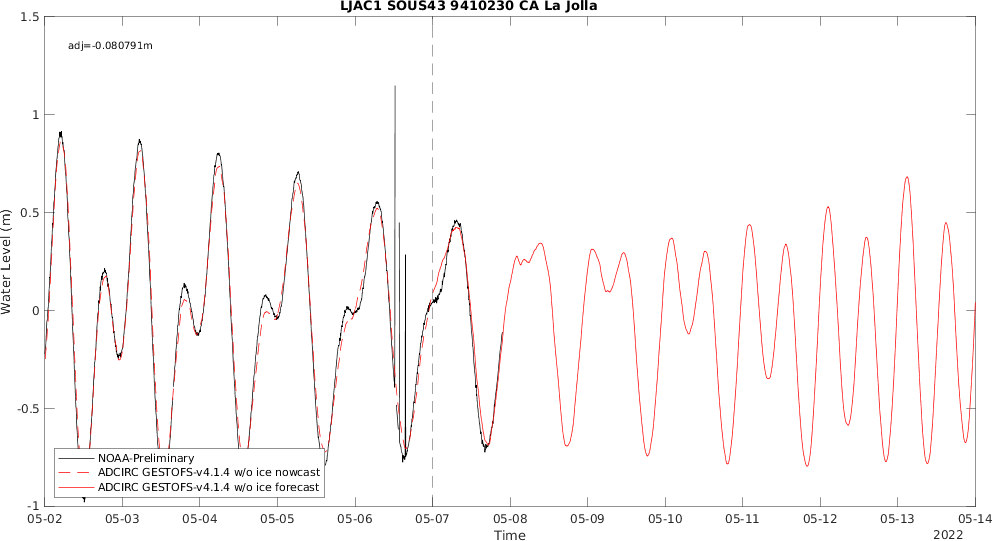 LJAC1 SOUS43 9410230 CA La Jolla
adj=-0.080791m
1.5
1
0.5
0
-0.5
-1
Water Level (m)
NOAA-Preliminary
ADCIRC GESTOFS-v4.1.4 w/o ice nowcast
ADCIRC GESTOFS-v4.1.4 w/o ice forecast
05-02 05-03 05-04 05-05 05-06 05-07 05-08 05-09 05-10 05-11 05-12 05-13 05-14
Time
2022